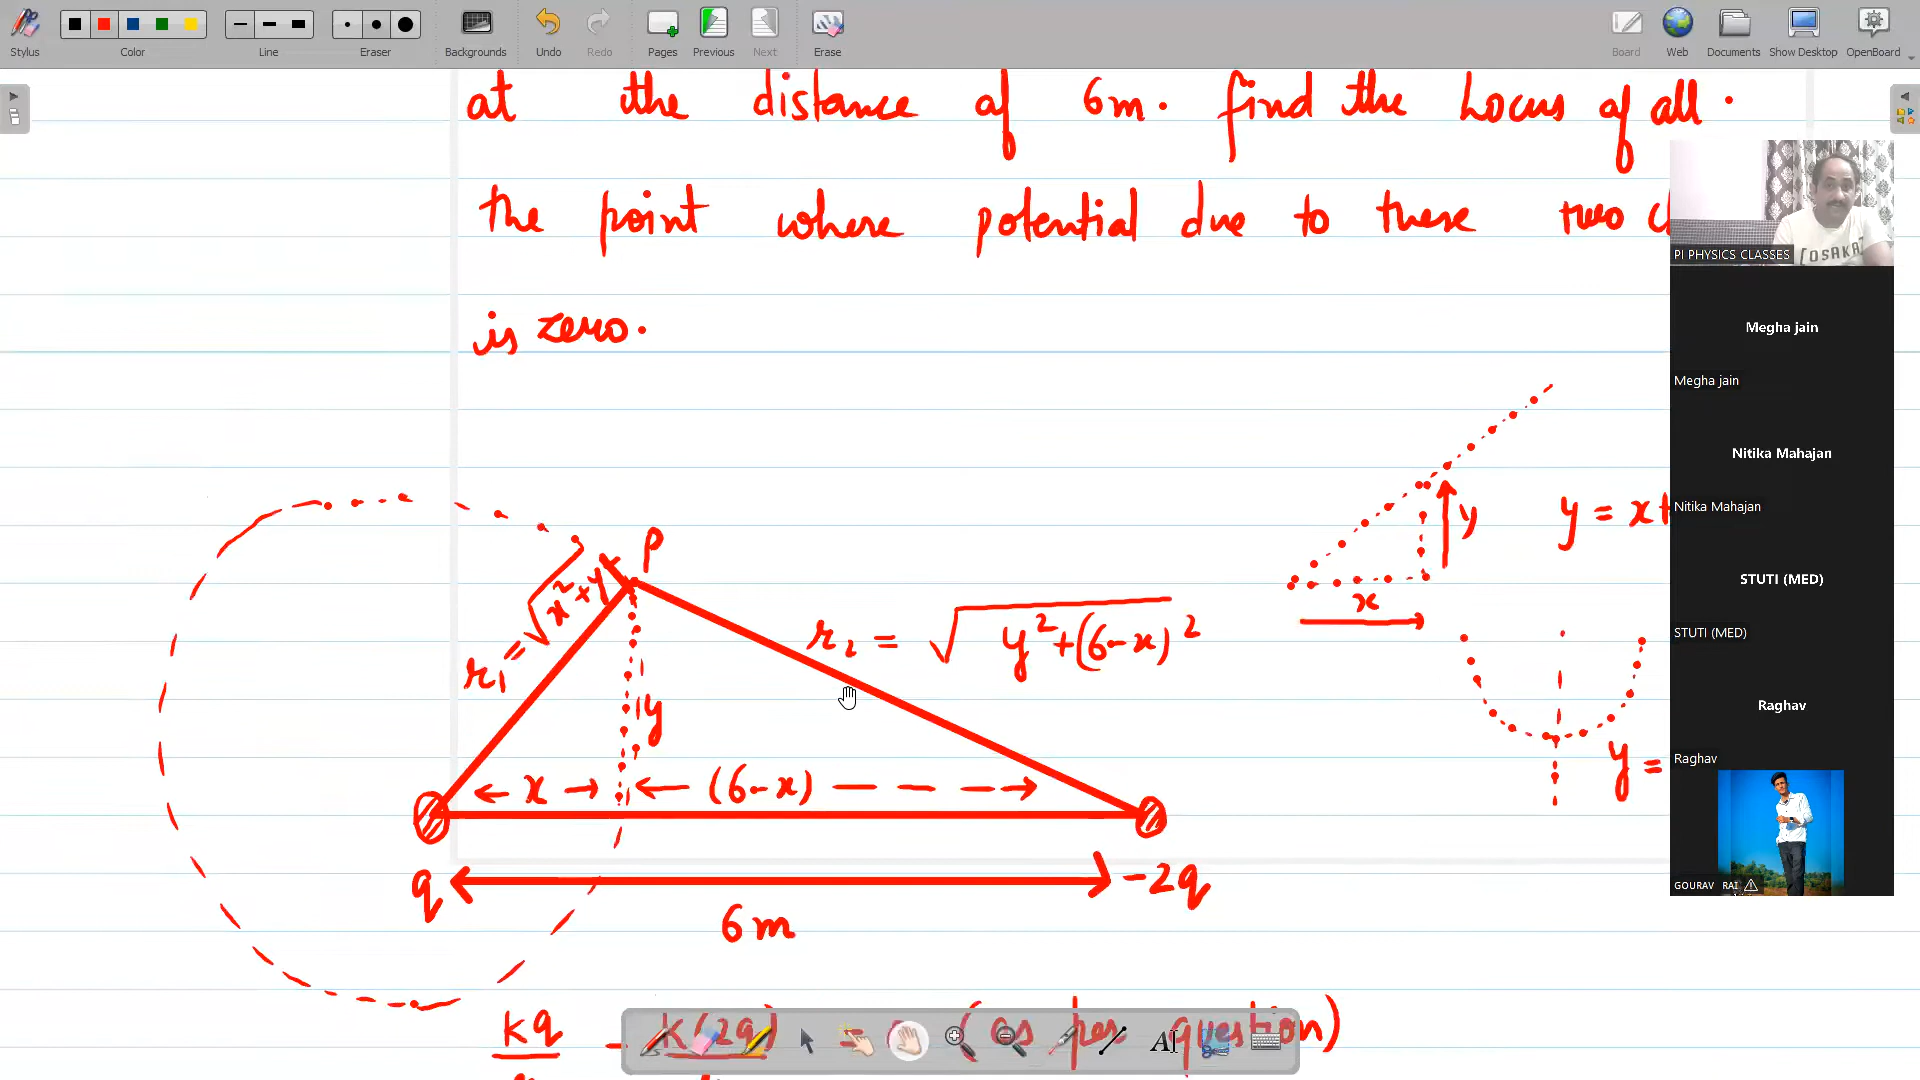 Stylus Color Line Eraser Backgrounds Undo Redo Pages Previous Next Erase Board Web Documents Show Desktop OpenBoard
at the distance of 6m. find the Locus of all.
the point where potential due to these two
is zero.
PI PHYSICS CLASSES
Megha jain
Megha jain
Nitika Mahajan
Nitika Mahajan
STUTI (MED)
STUTI (MED)
Raghav
Raghav
GOURAV RAI
y
y = x+
x
y =
P
r₁ = √x²+y
r₂ = √y²+(6-x)²
y
x (6-x)
q -2q
6m
kq - k(2q) = (as per question)